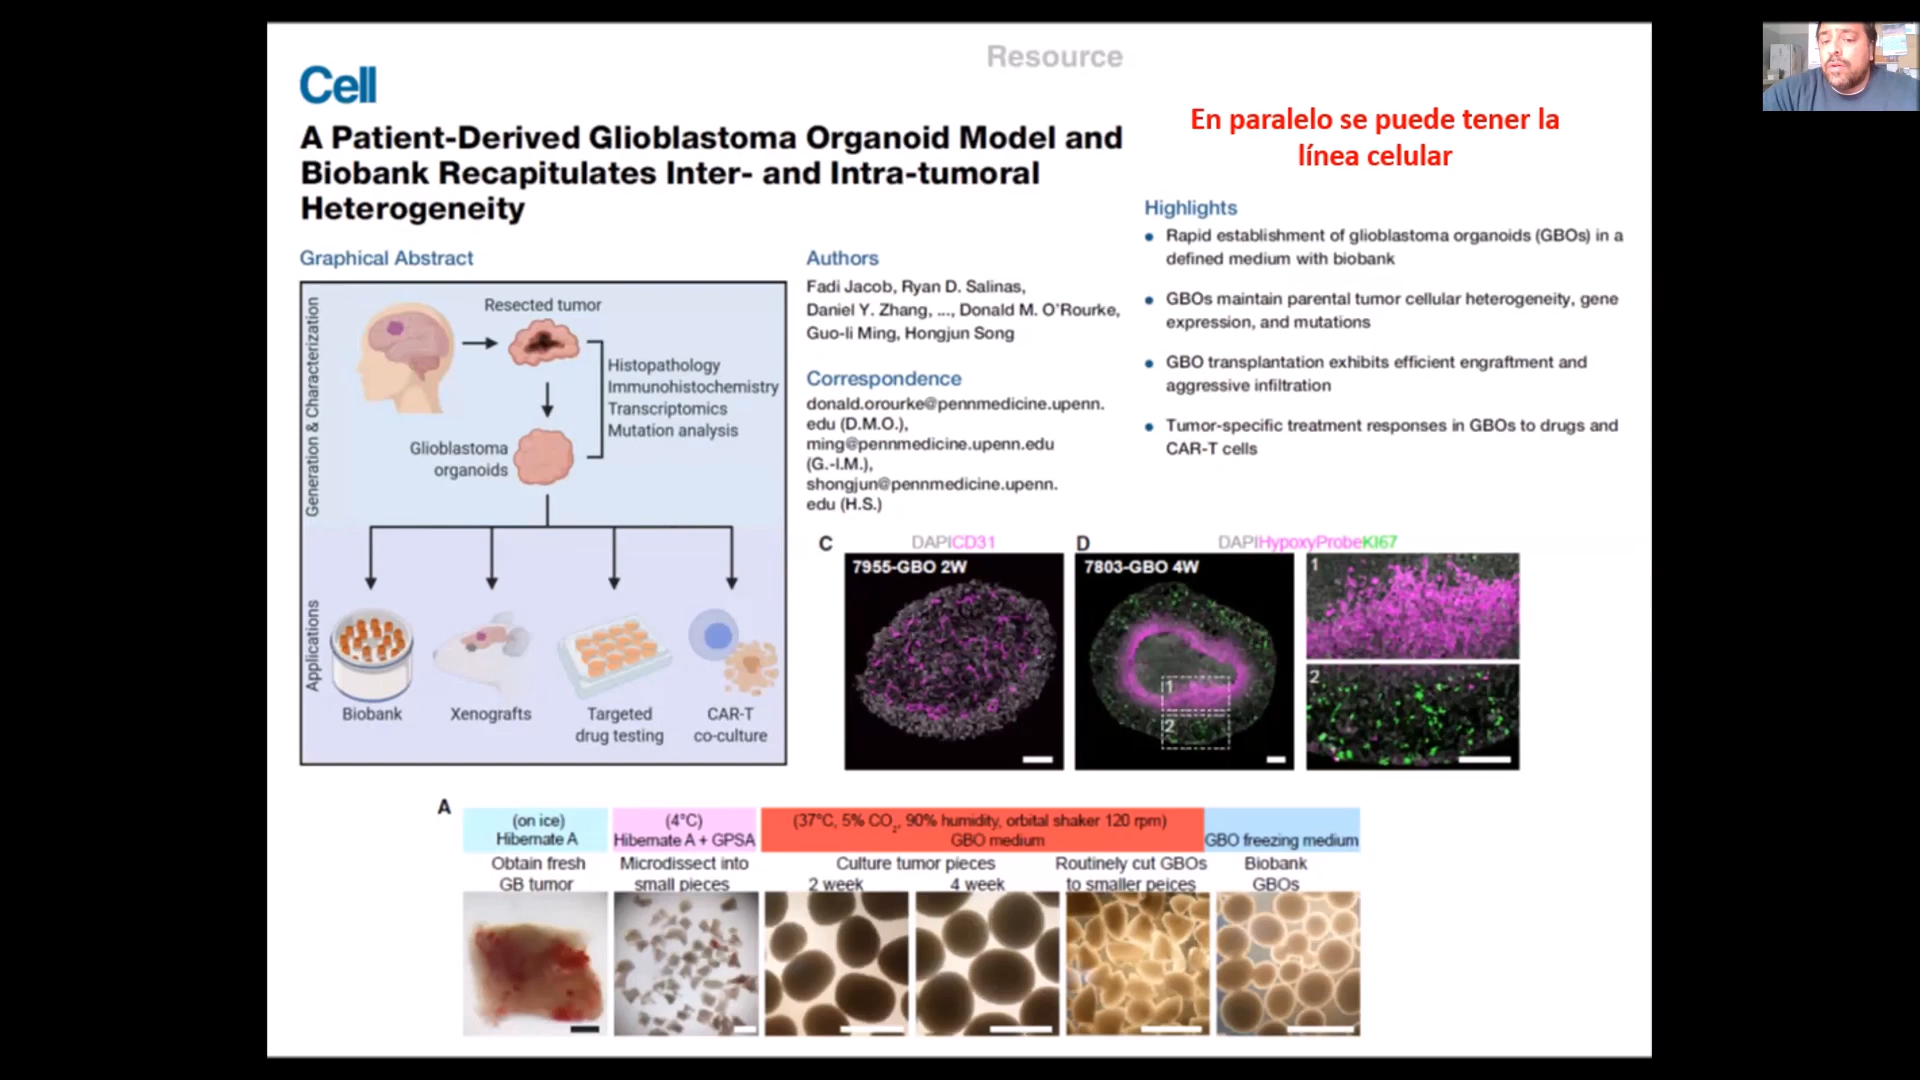 Resource
Cell
A Patient-Derived Glioblastoma Organoid Model and
Biobank Recapitulates Inter- and Intra-tumoral
Heterogeneity
En paralelo se puede tener la
línea celular
Graphical Abstract
Generation & Characterization
Resected tumor
Histopathology
Immunohistochemistry
Transcriptomics
Mutation analysis
Glioblastoma
organoids
Applications
Biobank
Xenografts
Targeted
drug testing
CAR-T
co-culture
Authors
Fadi Jacob, Ryan D. Salinas,
Daniel Y. Zhang, ..., Donald M. O'Rourke,
Guo-li Ming, Hongjun Song
Correspondence
donald.orourke@pennmedicine.upenn.
edu (D.M.O.),
ming@pennmedicine.upenn.edu
(G.-l.M.),
shongjun@pennmedicine.upenn.
edu (H.S.)
Highlights
• Rapid establishment of glioblastoma organoids (GBOs) in a
defined medium with biobank
• GBOs maintain parental tumor cellular heterogeneity, gene
expression, and mutations
• GBO transplantation exhibits efficient engraftment and
aggressive infiltration
• Tumor-specific treatment responses in GBOs to drugs and
CAR-T cells
C
DAPICD31
7955-GBO 2W
D
DAPIHypoxyProbeKI67
7803-GBO 4W
1
2
1
2
A
(on ice)
Hibernate A
(4°C)
Hibernate A + GPSA
(37°C, 5% CO2, 90% humidity, orbital shaker 120 rpm)
GBO medium
GBO freezing medium
Obtain fresh
GB tumor
Microdissect into
small pieces
Culture tumor pieces
2 week
4 week
Routinely cut GBOs
to smaller peices
Biobank
GBOs